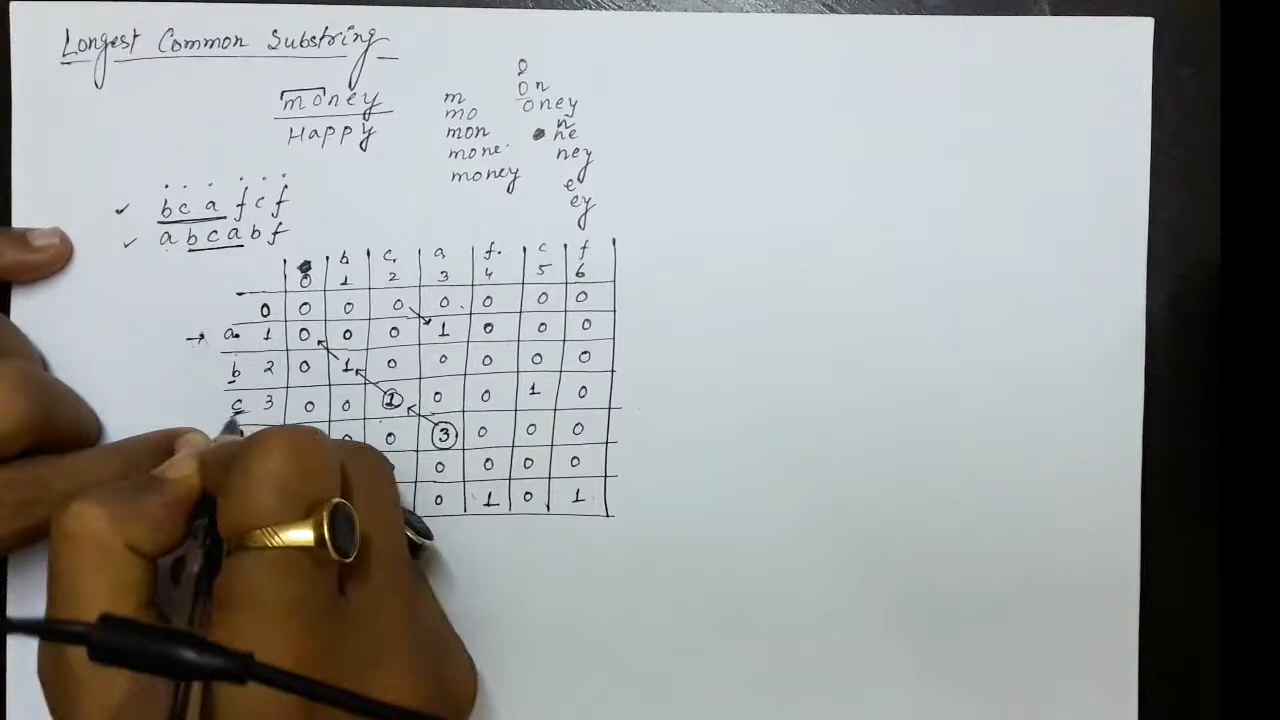 Longest Common Substring
money
Happy
m
mo
mon
mone
money
o
on
oney
n
ne
ney
e
ey
bcafcf
abcabf
b c a f c f
0 1 2 3 4 5 6
0 0 0 0 0 0 0 0
a 1 0 0 0 1 0 0 0
b 2 0 1 0 0 0 0 0
c 3 0 0 1 0 0 1 0
0 0 3 0 0 0
0 0 0 0
0 1 0 1